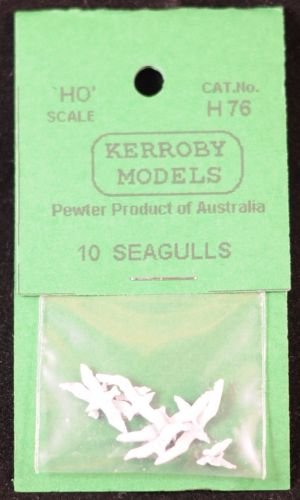 'HO'
SCALE
CAT.No.
H 76
KERROBY
MODELS
Pewter Product of Australia
10 SEAGULLS